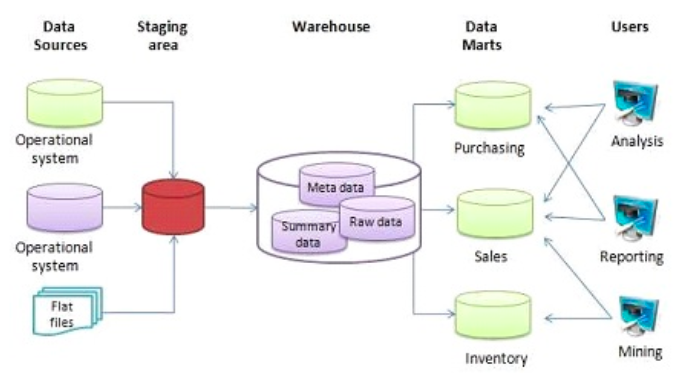 Data
Sources
Staging
area
Warehouse
Data
Marts
Users
Operational
system
Operational
system
Flat
files
Meta data
Summary
data
Raw data
Purchasing
Sales
Inventory
Analysis
Reporting
Mining